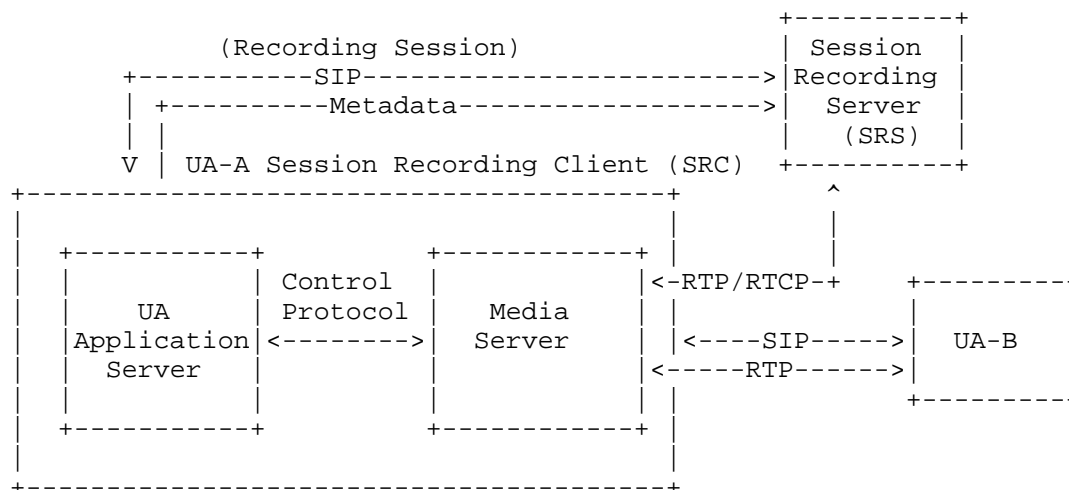 (Recording Session) Session
SIP Recording
Metadata Server
(SRS)
V UA-A Session Recording Client (SRC)
^
Control RTP/RTCP
UA Protocol Media
Application Server SIP UA-B
Server RTP